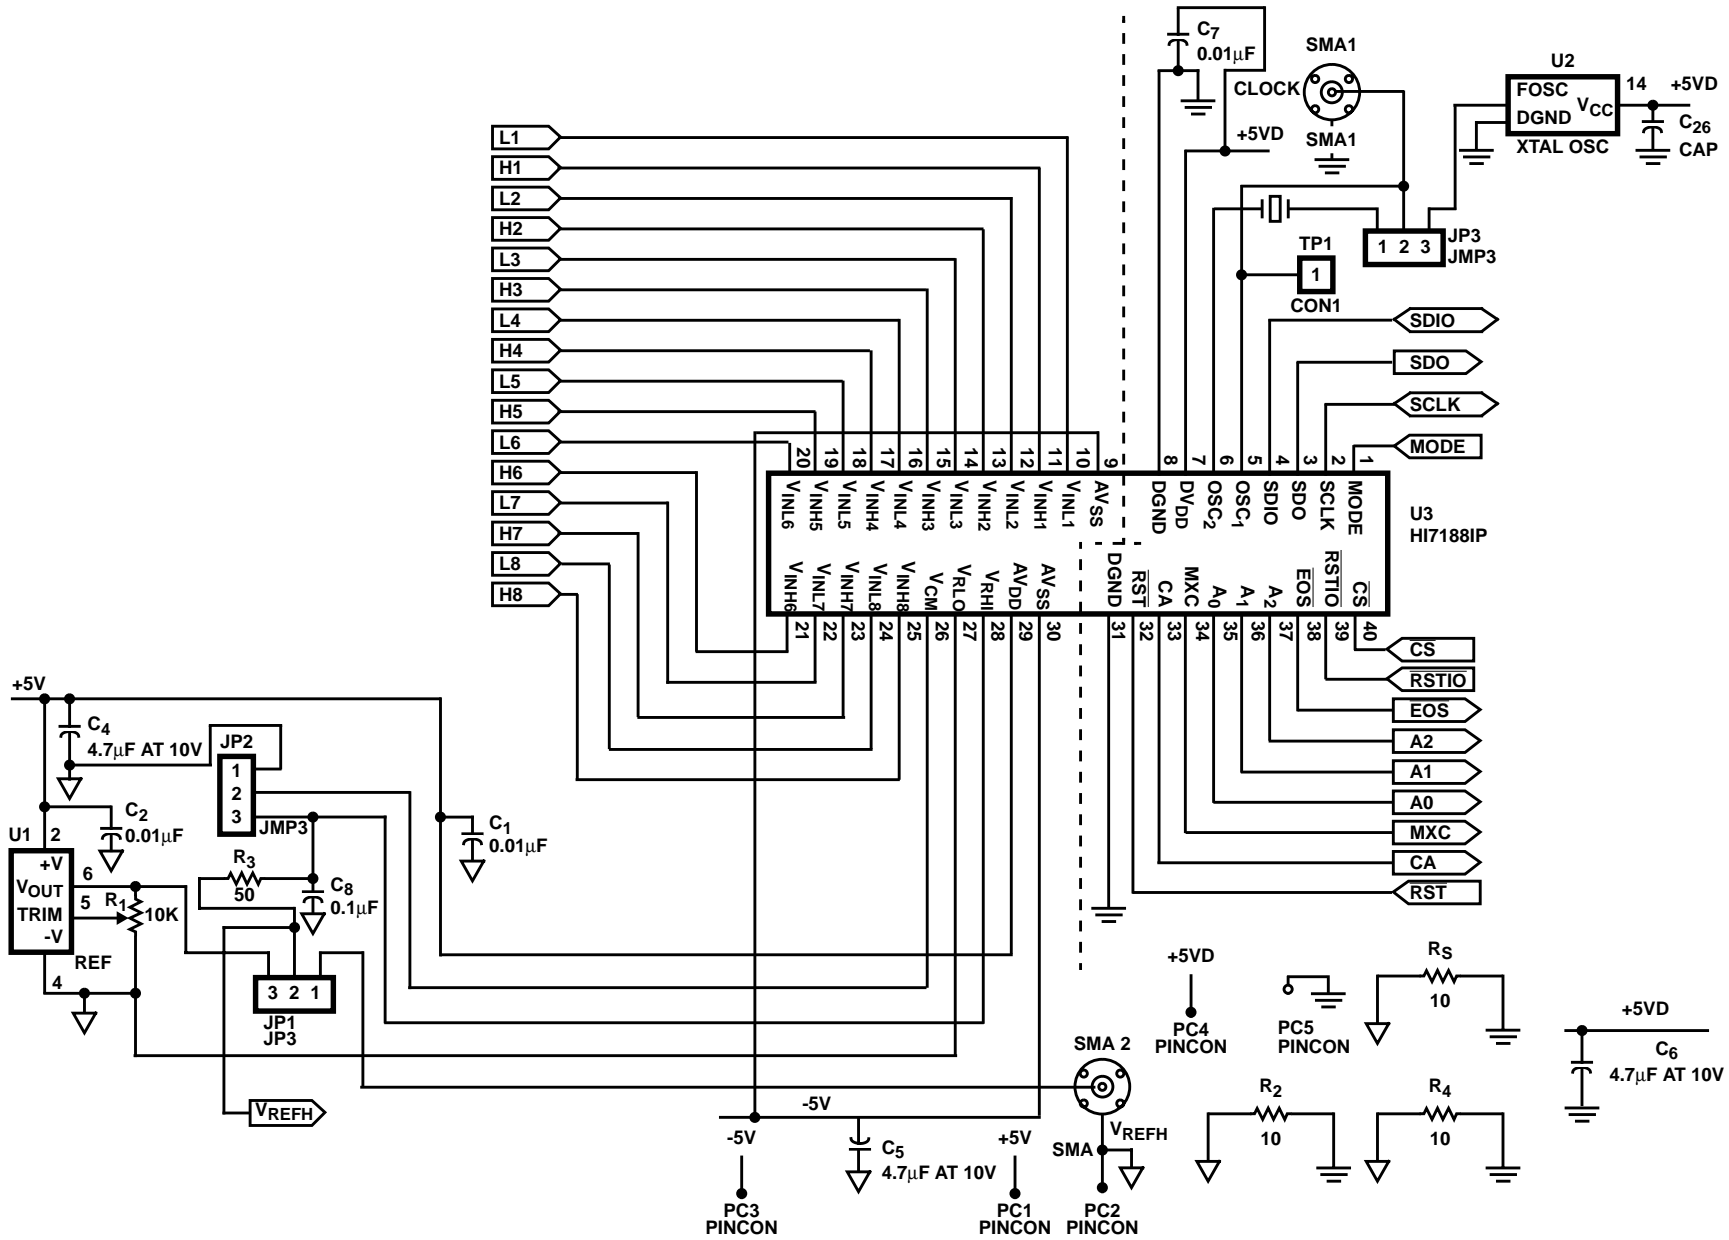 C7
0.01µF
SMA1
CLOCK
SMA1
U2
FOSC
DGND
VCC
XTAL OSC
14
+5VD
C26
CAP
+5VD
L1
H1
L2
H2
L3
H3
L4
H4
L5
H5
L6
H6
L7
H7
L8
H8
1 2 3
JP3
JMP3
TP1
1
CON1
SDIO
SDO
SCLK
MODE
20 19 18 17 16 15 14 13 12 11 10 9 8 7 6 5 4 3 2 1
VINL6 VINH5 VINL5 VINH4 VINL4 VINH3 VINL3 VINH2 VINL2 VINH1 VINL1 AVSS DGND DVDD OSC2 OSC1 SDIO SDO SCLK MODE
U3
HI7188IP
VINH6 VINL7 VINH7 VINL8 VINH8 VCM VRLO VRHI AVDD AVSS DGND RST CA MXC A0 A1 A2 EOS RSTIO CS
21 22 23 24 25 26 27 28 29 30 31 32 33 34 35 36 37 38 39 40
CS
RSTIO
EOS
A2
A1
A0
MXC
CA
RST
+5V
C4
4.7µF AT 10V
JP2
1
2
3
JMP3
C2
0.01µF
C1
0.01µF
U1
2
+V
VOUT
TRIM
-V
REF
6
5
4
R1
10K
R3
50
C8
0.1µF
3 2 1
JP1
JP3
VREFH
-5V
-5V
PC3
PINCON
C5
4.7µF AT 10V
+5V
PC1
PINCON
SMA 2
VREFH
SMA
PC2
PINCON
+5VD
PC4
PINCON
PC5
PINCON
RS
10
R2
10
R4
10
+5VD
C6
4.7µF AT 10V